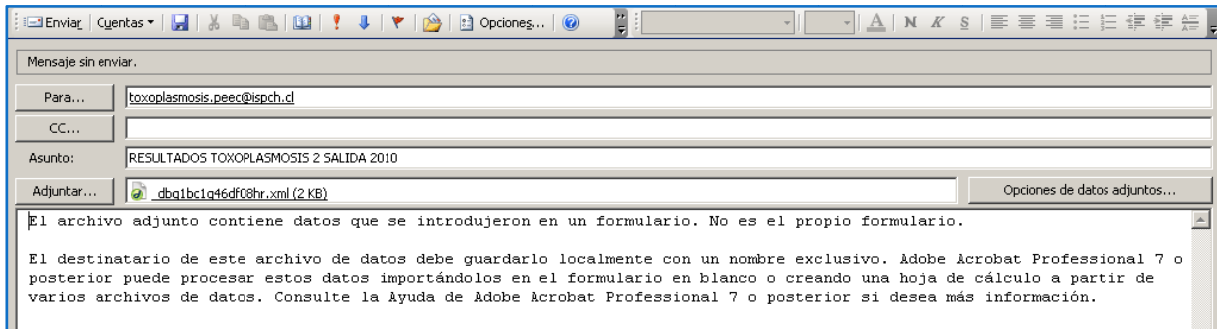 Enviar Cuentas Opciones... A N K S
Mensaje sin enviar.
Para... toxoplasmosis.peec@ispch.cl
CC...
Asunto: RESULTADOS TOXOPLASMOSIS 2 SALIDA 2010
Adjuntar... _dbg1bc1g46df08hr.xml (2 KB) Opciones de datos adjuntos...
El archivo adjunto contiene datos que se introdujeron en un formulario. No es el propio formulario.
El destinatario de este archivo de datos debe guardarlo localmente con un nombre exclusivo. Adobe Acrobat Professional 7 o
posterior puede procesar estos datos importándolos en el formulario en blanco o creando una hoja de cálculo a partir de
varios archivos de datos. Consulte la Ayuda de Adobe Acrobat Professional 7 o posterior si desea más información.